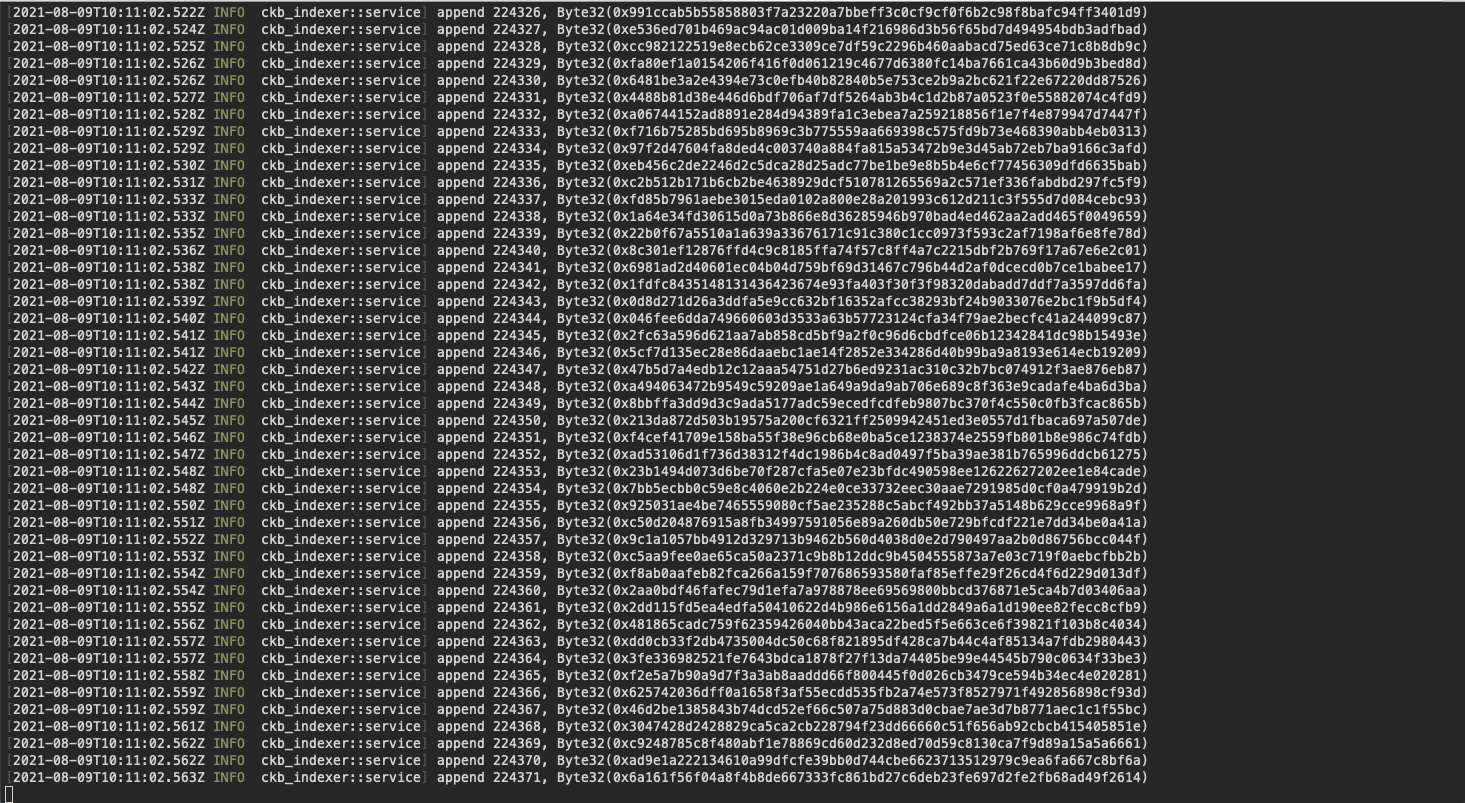 [2021-08-09T10:11:02.522Z INFO  ckb_indexer::service] append 224326, Byte32(0x991ccab5b55858803f7a23220a7bbeff3c0cf9cf0f6b2c98f8bafc94ff3401d9)
[2021-08-09T10:11:02.524Z INFO  ckb_indexer::service] append 224327, Byte32(0xe536ed701b469ac94ac01d009ba14f216986d3b56f65bd7d494954bdb3adfbad)
[2021-08-09T10:11:02.526Z INFO  ckb_indexer::service] append 224328, Byte32(0xcc982122519e8ecb62ce3309ce7df59c2296b460aabacd75ed63ce71c8b8db9c)
[2021-08-09T10:11:02.526Z INFO  ckb_indexer::service] append 224329, Byte32(0xfa80ef1a0154206f416f0d061219c4677d6380fc14ba7661ca43b60d9b3bed8d)
[2021-08-09T10:11:02.526Z INFO  ckb_indexer::service] append 224330, Byte32(0x6481be3a2e4394e73c0efb40b82840b5e753ce2b9a2bc621f22e67220dd87526)
[2021-08-09T10:11:02.527Z INFO  ckb_indexer::service] append 224331, Byte32(0x4488b81d38e446d6bdf706af7df5264ab3b4c1d2b87a0523f0e55882074c4fd9)
[2021-08-09T10:11:02.528Z INFO  ckb_indexer::service] append 224332, Byte32(0xa06744152ad8891e284d94389fa1c3ebea7a259218856f1e7f4e879947d7447f)
[2021-08-09T10:11:02.529Z INFO  ckb_indexer::service] append 224333, Byte32(0xf716b75285bd695b8969c3b775559aa669398c575fd9b73e468390abb4eb0313)
[2021-08-09T10:11:02.529Z INFO  ckb_indexer::service] append 224334, Byte32(0x97f2d47604fa8ded4c003740a884fa815a53472b9e3d45ab72eb7ba9166c3afd)
[2021-08-09T10:11:02.530Z INFO  ckb_indexer::service] append 224335, Byte32(0xeb456c2de2246d2c5dca28d25adc77be1be9e8b5b4e6cf77456309dfd6635bab)
[2021-08-09T10:11:02.531Z INFO  ckb_indexer::service] append 224336, Byte32(0xc2b512b171b6cb2be4638929dcf510781265569a2c571ef336fabdbd297fc5f9)
[2021-08-09T10:11:02.533Z INFO  ckb_indexer::service] append 224337, Byte32(0xfd85b7961aebe3015eda0102a800e28a201993c612d211c3f555d7d084cebc93)
[2021-08-09T10:11:02.533Z INFO  ckb_indexer::service] append 224338, Byte32(0x1a64e34fd30615d0a73b866e8d36285946b970bad4ed462aa2add465f0049659)
[2021-08-09T10:11:02.535Z INFO  ckb_indexer::service] append 224339, Byte32(0x22b0f67a5510a1a639a33676171c91c380c1cc0973f593c2af7198af6e8fe78d)
[2021-08-09T10:11:02.536Z INFO  ckb_indexer::service] append 224340, Byte32(0x8c301ef12876ffd4c9c8185ffa74f57c8ff4a7c2215dbf2b769f17a67e6e2c01)
[2021-08-09T10:11:02.538Z INFO  ckb_indexer::service] append 224341, Byte32(0x6981ad2d40601ec04b04d759bf69d31467c796b44d2af0dcecd0b7ce1babee17)
[2021-08-09T10:11:02.538Z INFO  ckb_indexer::service] append 224342, Byte32(0x1fdfc8435148131436423674e93fa403f30f3f98320dabadd7ddf7a3597dd6fa)
[2021-08-09T10:11:02.539Z INFO  ckb_indexer::service] append 224343, Byte32(0x0d8d271d26a3ddfa5e9cc632bf16352afcc38293bf24b9033076e2bc1f9b5df4)
[2021-08-09T10:11:02.540Z INFO  ckb_indexer::service] append 224344, Byte32(0x046fee6dda749660603d3533a63b57723124cfa34f79ae2becfc41a244099c87)
[2021-08-09T10:11:02.541Z INFO  ckb_indexer::service] append 224345, Byte32(0x2fc63a596d621aa7ab858cd5bf9a2f0c96d6cbdfce06b12342841dc98b15493e)
[2021-08-09T10:11:02.541Z INFO  ckb_indexer::service] append 224346, Byte32(0x5cf7d135ec28e86daaebc1ae14f2852e334286d40b99ba9a8193e614ecb19209)
[2021-08-09T10:11:02.542Z INFO  ckb_indexer::service] append 224347, Byte32(0x47b5d7a4edb12c12aaa54751d27b6ed9231ac310c32b7bc074912f3ae876eb87)
[2021-08-09T10:11:02.543Z INFO  ckb_indexer::service] append 224348, Byte32(0xa494063472b9549c59209ae1a649a9da9ab706e689c8f363e9cadafe4ba6d3ba)
[2021-08-09T10:11:02.544Z INFO  ckb_indexer::service] append 224349, Byte32(0x8bbffa3dd9d3c9ada5177adc59ecedfcdfeb9807bc370f4c550c0fb3fcac865b)
[2021-08-09T10:11:02.545Z INFO  ckb_indexer::service] append 224350, Byte32(0x213da872d503b19575a200cf6321ff2509942451ed3e0557d1fbaca697a507de)
[2021-08-09T10:11:02.546Z INFO  ckb_indexer::service] append 224351, Byte32(0xf4cef41709e158ba55f38e96cb68e0ba5ce1238374e2559fb801b8e986c74fdb)
[2021-08-09T10:11:02.547Z INFO  ckb_indexer::service] append 224352, Byte32(0xad53106d1f736d38312f4dc1986b4c8ad0497f5ba39ae381b765996ddcb61275)
[2021-08-09T10:11:02.548Z INFO  ckb_indexer::service] append 224353, Byte32(0x23b1494d073d6be70f287cfa5e07e23bfdc490598ee12622627202ee1e84cade)
[2021-08-09T10:11:02.548Z INFO  ckb_indexer::service] append 224354, Byte32(0x7bb5ecbb0c59e8c4060e2b224e0ce33732eec30aae7291985d0cf0a479919b2d)
[2021-08-09T10:11:02.550Z INFO  ckb_indexer::service] append 224355, Byte32(0x925031ae4be7465559080cf5ae235288c5abcf492bb37a5148b629cce9968a9f)
[2021-08-09T10:11:02.551Z INFO  ckb_indexer::service] append 224356, Byte32(0xc50d204876915a8fb34997591056e89a260db50e729bfcdf221e7dd34be0a41a)
[2021-08-09T10:11:02.552Z INFO  ckb_indexer::service] append 224357, Byte32(0x9c1a1057bb4912d329713b9462b560d4038d0e2d790497aa2b0d86756bcc044f)
[2021-08-09T10:11:02.553Z INFO  ckb_indexer::service] append 224358, Byte32(0xc5aa9fee0ae65ca50a2371c9b8b12ddc9b4504555873a7e03c719f0aebcfbb2b)
[2021-08-09T10:11:02.554Z INFO  ckb_indexer::service] append 224359, Byte32(0xf8ab0aafeb82fca266a159f707686593580faf85effe29f26cd4f6d229d013df)
[2021-08-09T10:11:02.554Z INFO  ckb_indexer::service] append 224360, Byte32(0x2aa0bdf46fafec79d1efa7a978878ee69569800bbcd376871e5ca4b7d03406aa)
[2021-08-09T10:11:02.555Z INFO  ckb_indexer::service] append 224361, Byte32(0x2dd115fd5ea4edfa50410622d4b986e6156a1dd2849a6a1d190ee82fecc8cfb9)
[2021-08-09T10:11:02.556Z INFO  ckb_indexer::service] append 224362, Byte32(0x481865cadc759f62359426040bb43aca22bed5f5e663ce6f39821f103b8c4034)
[2021-08-09T10:11:02.557Z INFO  ckb_indexer::service] append 224363, Byte32(0xdd0cb33f2db4735004dc50c68f821895df428ca7b44c4af85134a7fdb2980443)
[2021-08-09T10:11:02.557Z INFO  ckb_indexer::service] append 224364, Byte32(0x3fe336982521fe7643bdca1878f27f13da74405be99e44545b790c0634f33be3)
[2021-08-09T10:11:02.558Z INFO  ckb_indexer::service] append 224365, Byte32(0xf2e5a7b90a9d7f3a3ab8aaddd66f800445f0d026cb3479ce594b34ec4e020281)
[2021-08-09T10:11:02.559Z INFO  ckb_indexer::service] append 224366, Byte32(0x625742036dff0a1658f3af55ecdd535fb2a74e573f8527971f492856898cf93d)
[2021-08-09T10:11:02.559Z INFO  ckb_indexer::service] append 224367, Byte32(0x46d2be1385843b74dcd52ef66c507a75d883d0cbae7ae3d7b8771aec1c1f55bc)
[2021-08-09T10:11:02.561Z INFO  ckb_indexer::service] append 224368, Byte32(0x3047428d2428829ca5ca2cb228794f23dd66660c51f656ab92cbcb415405851e)
[2021-08-09T10:11:02.562Z INFO  ckb_indexer::service] append 224369, Byte32(0xc9248785c8f480abf1e78869cd60d232d8ed70d59c8130ca7f9d89a15a5a6661)
[2021-08-09T10:11:02.562Z INFO  ckb_indexer::service] append 224370, Byte32(0xad9e1a222134610a99dfcfe39bb0d744cbe6623713512979c9ea6fa667c8bf6a)
[2021-08-09T10:11:02.563Z INFO  ckb_indexer::service] append 224371, Byte32(0x6a161f56f04a8f4b8de667333fc861bd27c6deb23fe697d2fe2fb68ad49f2614)